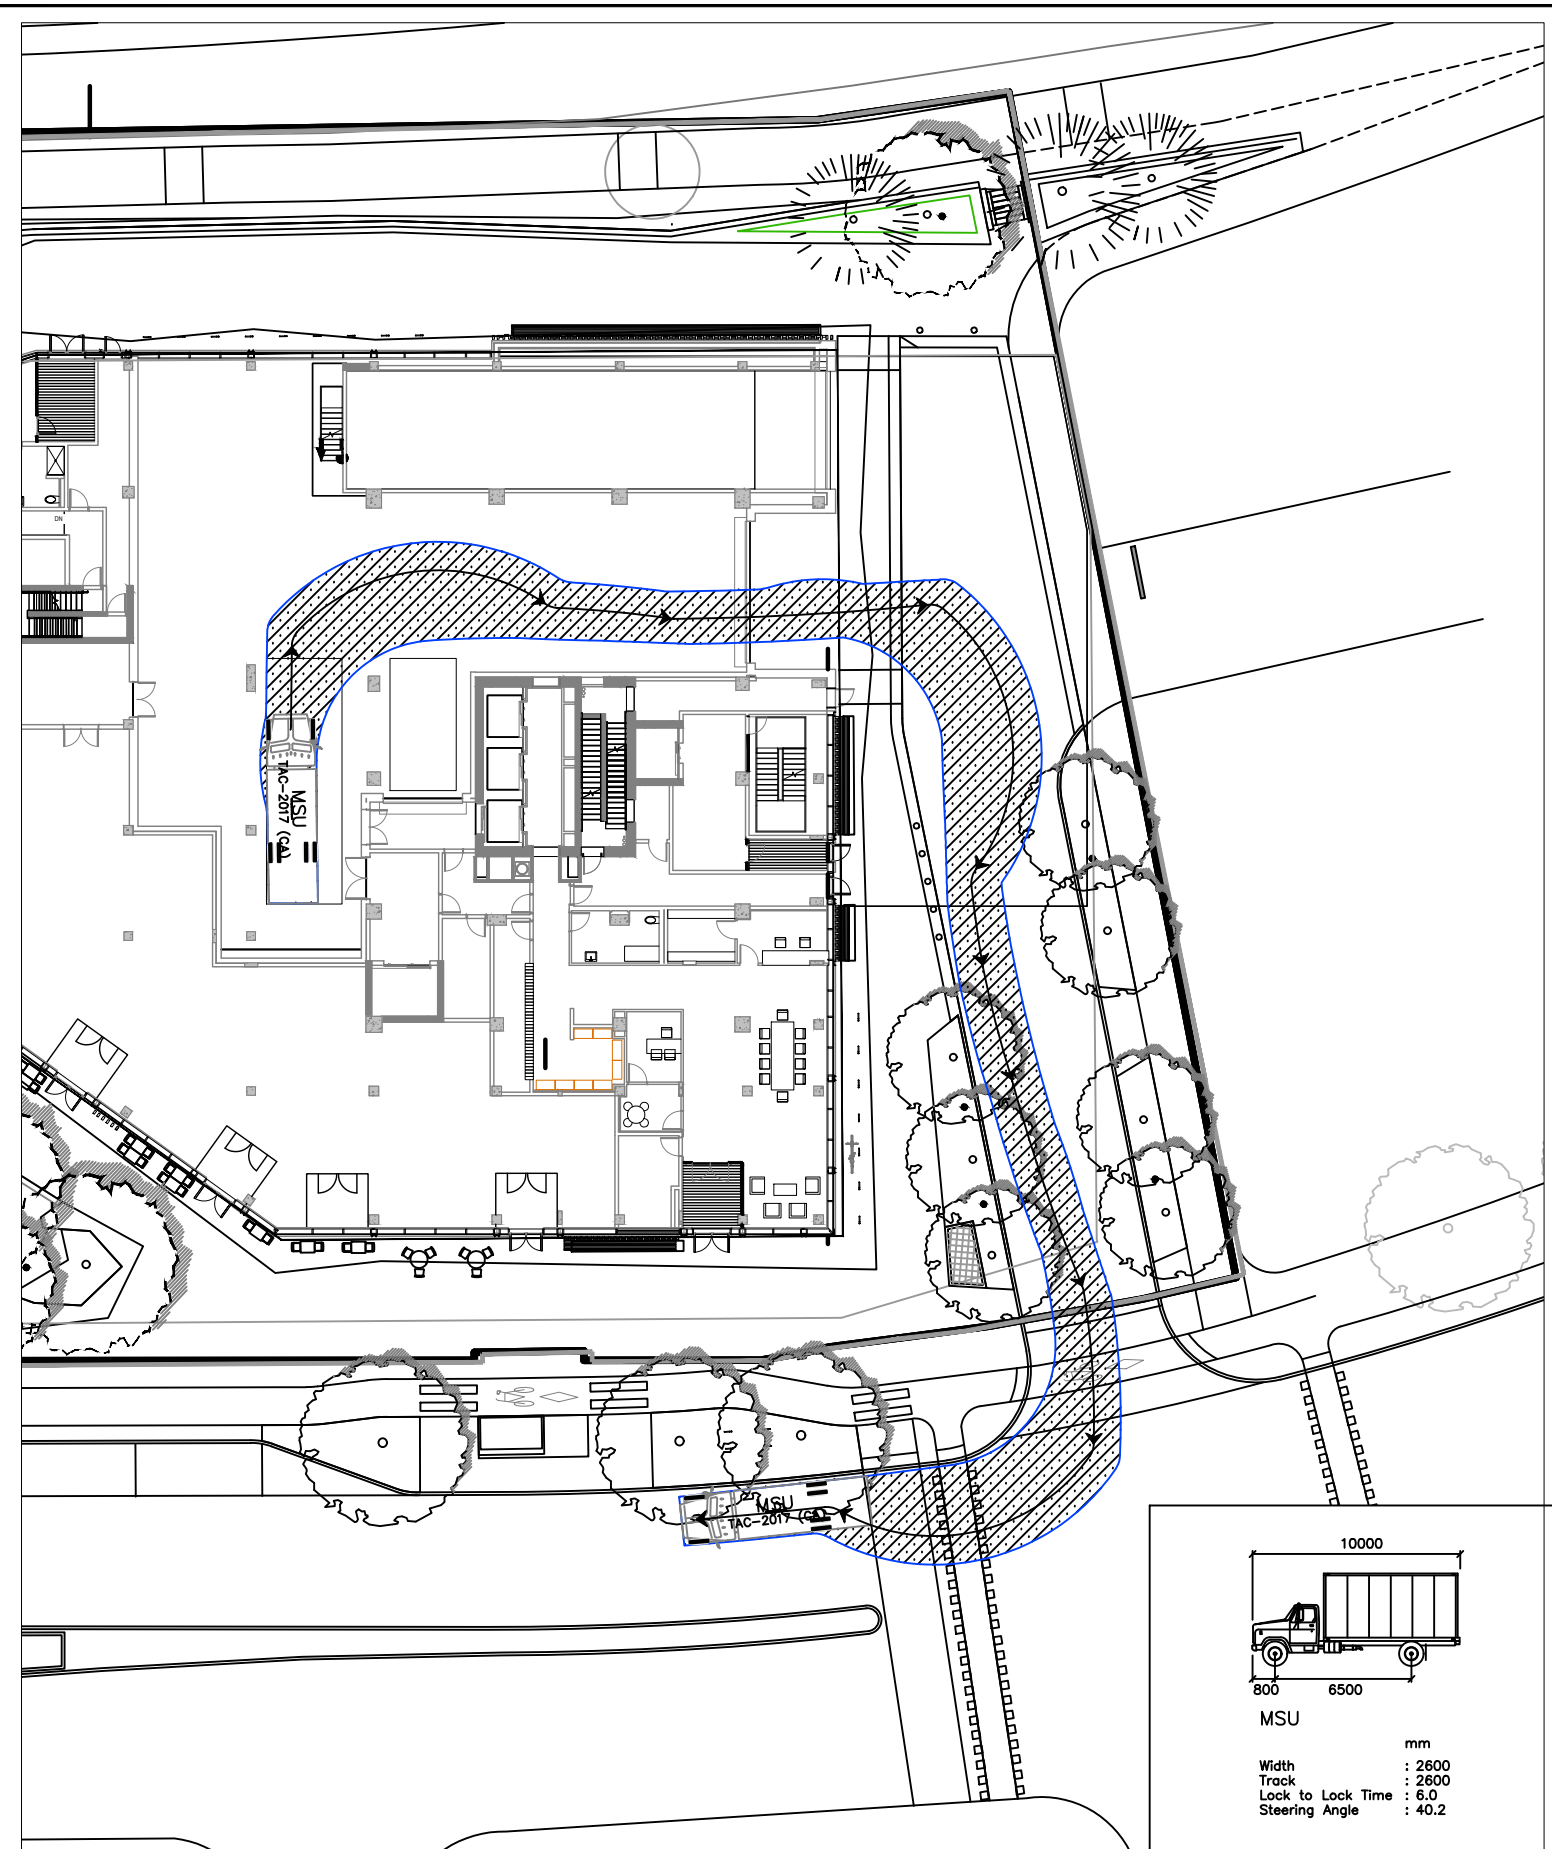 DN
MSU
TAC-2017 (CA)
MSU
TAC-2017 (CA)
10000
800
6500
MSU
mm
Width : 2600
Track : 2600
Lock to Lock Time : 6.0
Steering Angle : 40.2